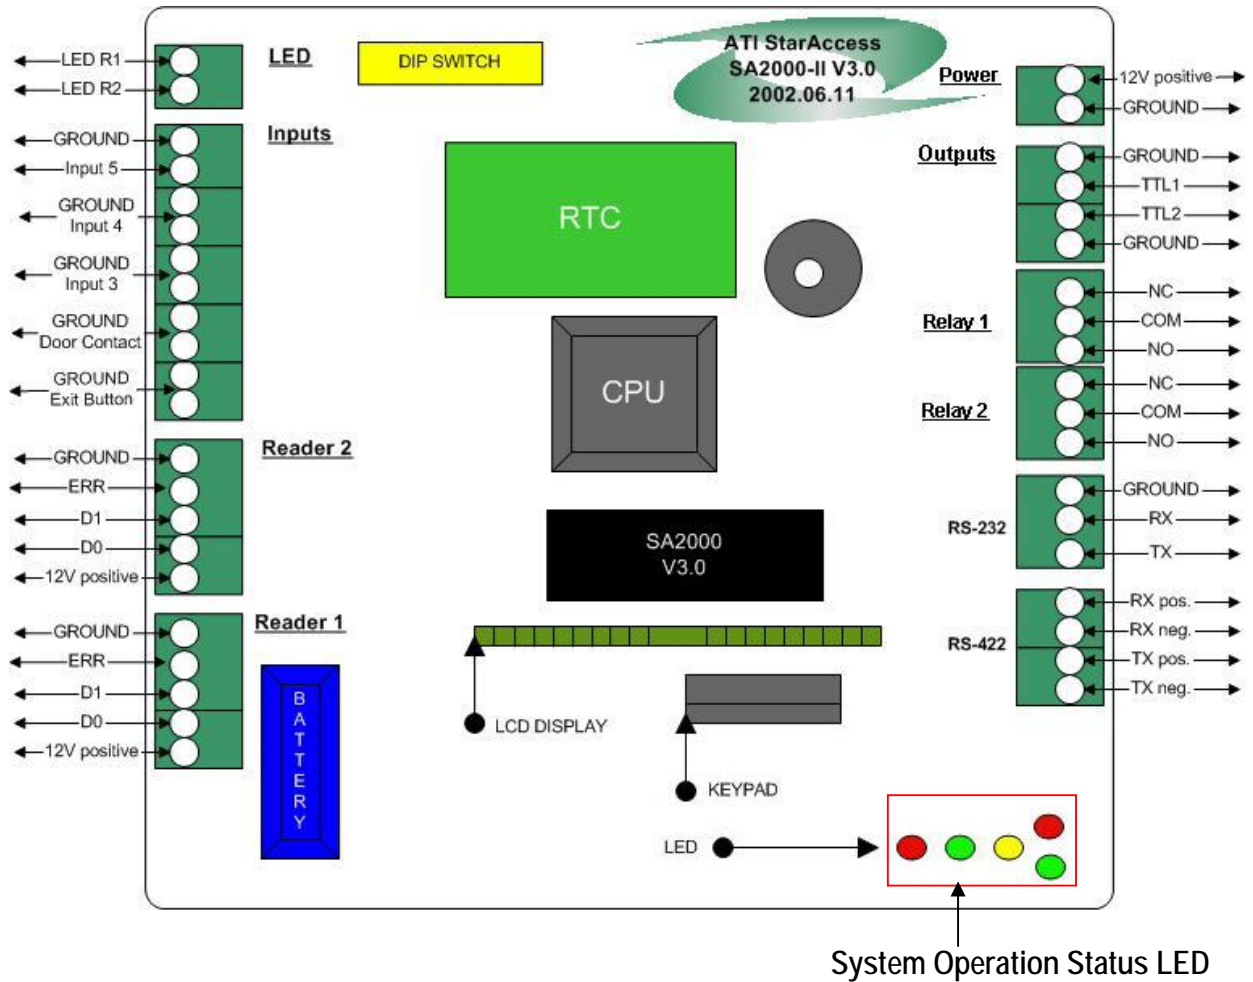 ATI StarAccess
SA2000-II V3.0
2002.06.11
DIP SWITCH
LED
LED R1
LED R2
Inputs
GROUND
Input 5
GROUND
Input 4
GROUND
Input 3
GROUND
Door Contact
GROUND
Exit Button
Reader 2
GROUND
ERR
D1
D0
12V positive
Reader 1
GROUND
ERR
D1
D0
12V positive
BATTERY
RTC
CPU
SA2000
V3.0
LCD DISPLAY
KEYPAD
LED
Power
12V positive
GROUND
Outputs
GROUND
TTL1
TTL2
GROUND
Relay 1
NC
COM
NO
Relay 2
NC
COM
NO
RS-232
GROUND
RX
TX
RS-422
RX pos.
RX neg.
TX pos.
TX neg.
System Operation Status LED